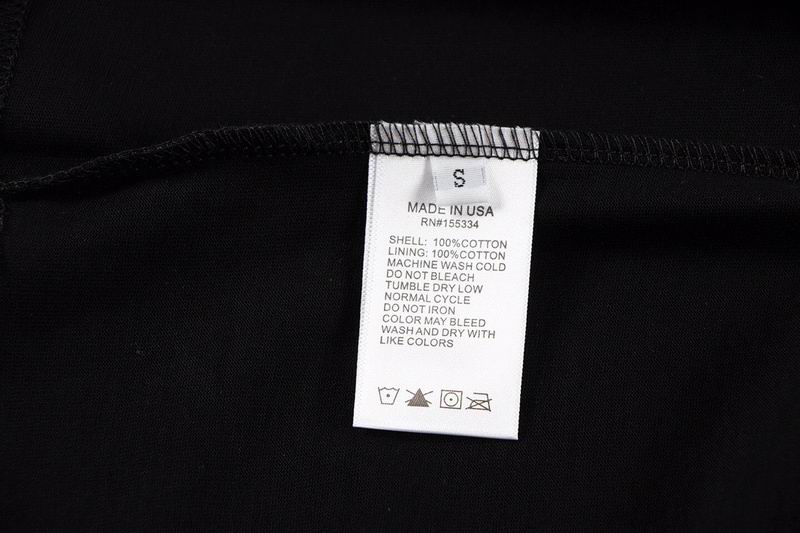 S
MADE IN USA
RN#155334
SHELL: 100%COTTON
LINING: 100%COTTON
MACHINE WASH COLD
DO NOT BLEACH
TUMBLE DRY LOW
NORMAL CYCLE
DO NOT IRON
COLOR MAY BLEED
WASH AND DRY WITH
LIKE COLORS